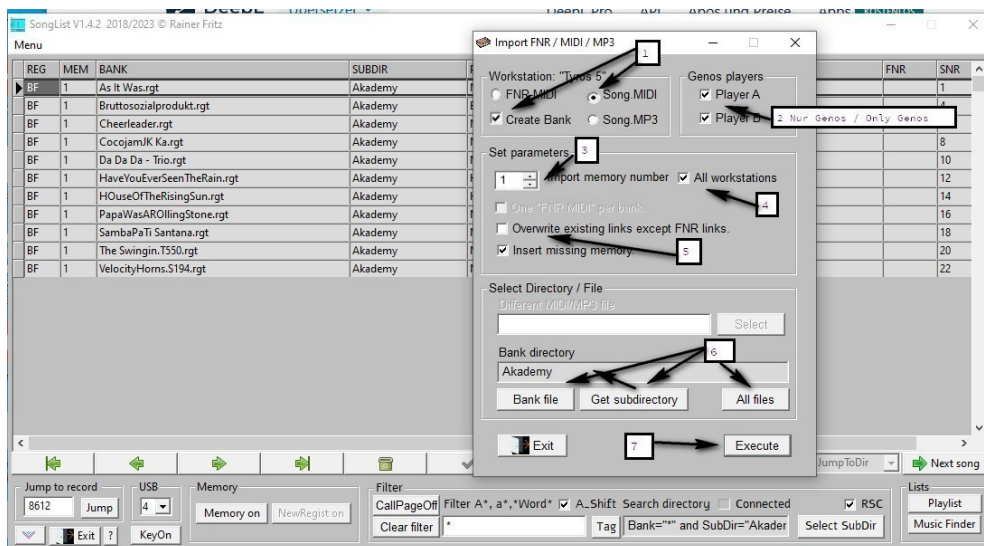 DeepL Übersetzer DeepL Pro API Abos und Preise Apps KOSTENLOS
SongList V1.4.2 2018/2023 © Rainer Fritz
Menu
REG MEM BANK SUBDIR FNR SNR
BF 1 As It Was.rgt Akademy 1
BF 1 Bruttosozialprodukt.rgt Akademy
BF 1 Cheerleader.rgt Akademy
BF 1 CocojamJK Ka.rgt Akademy 8
BF 1 Da Da Da - Trio.rgt Akademy 10
BF 1 HaveYouEverSeenTheRain.rgt Akademy 12
BF 1 HOuseOfTheRisingSun.rgt Akademy 14
BF 1 PapaWasAROllingStone.rgt Akademy 16
BF 1 SambaPaTi Santana.rgt Akademy 18
BF 1 The Swingin.T550.rgt Akademy 20
BF 1 VelocityHorns.S194.rgt Akademy 22
Import FNR / MIDI / MP3
1
Workstation: "Tyros 5" Genos players
FNR-MIDI Song.MIDI Player A
Create Bank Song.MP3 Player
2 Nur Genos / Only Genos
Set parameters 3
1 Import memory number All workstations
4
One "FNR MIDI" per bank
Overwrite existing links except FNR links.
5
Insert missing memory.
Select Directory / File
Different MIDI/MP3 file
Select
Bank directory 6
Akademy
Bank file Get subdirectory All files
Exit 7 Execute
JumpToDir Next song
Jump to record USB Memory Filter Lists
8612 Jump 4 Memory on NewRegist on CallPageOff Filter A*, a*,*Word* A_Shift Search directory Connected RSC Playlist
Exit ? KeyOn Clear filter * Tag Bank="*" and SubDir="Akader Select SubDir Music Finder